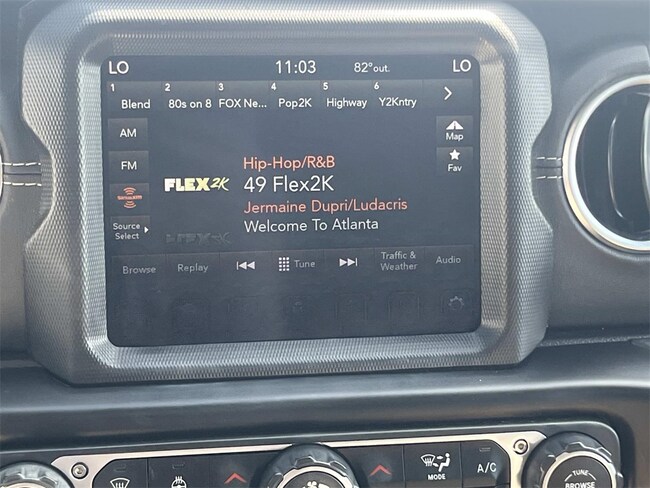 LO 11:03 82°out. LO
1 2 3 4 5 6
Blend 80s on 8 FOX Ne... Pop2K Highway Y2Kntry
AM
Map
FM
Fav
Hip-Hop/R&B
FLEX2K
49 Flex2K
SiriusXM
Jermaine Dupri/Ludacris
Source
Select
Welcome To Atlanta
Browse Replay Tune Traffic &
Weather Audio
MODE
A/C
TUNE
BROWSE